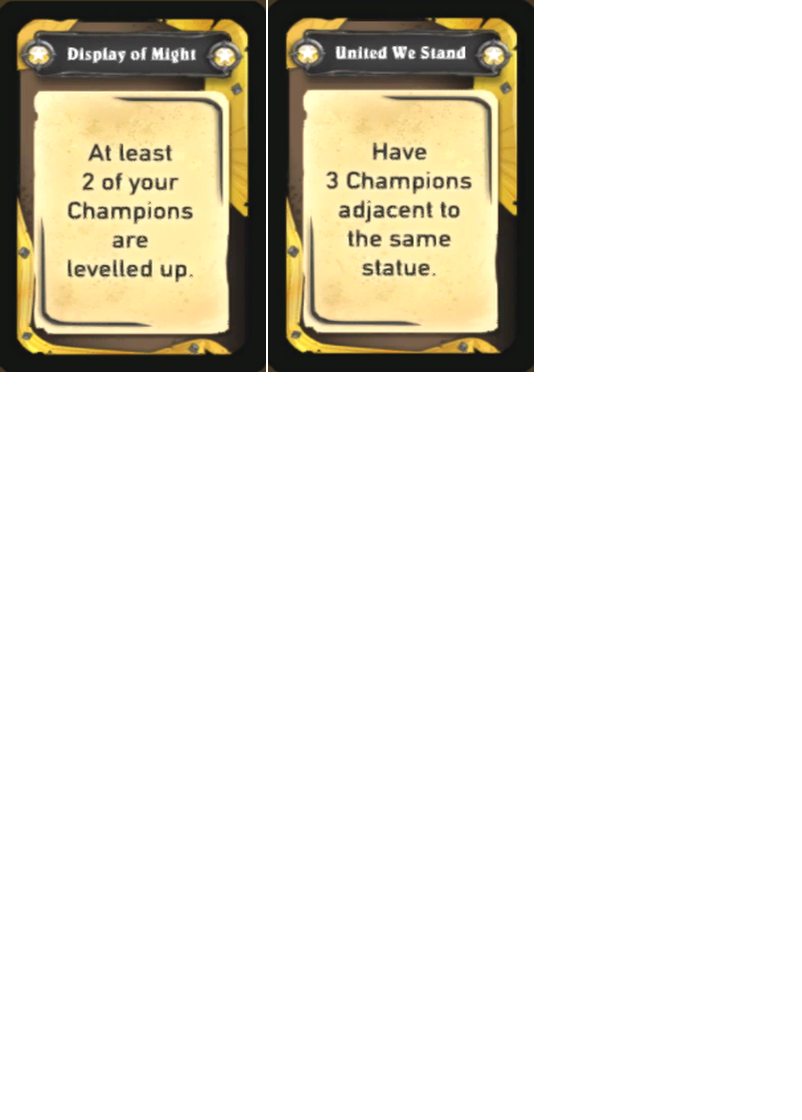 Display of Might
At least
2 of your
Champions
are
levelled up.
United We Stand
Have
3 Champions
adjacent to
the same
statue.